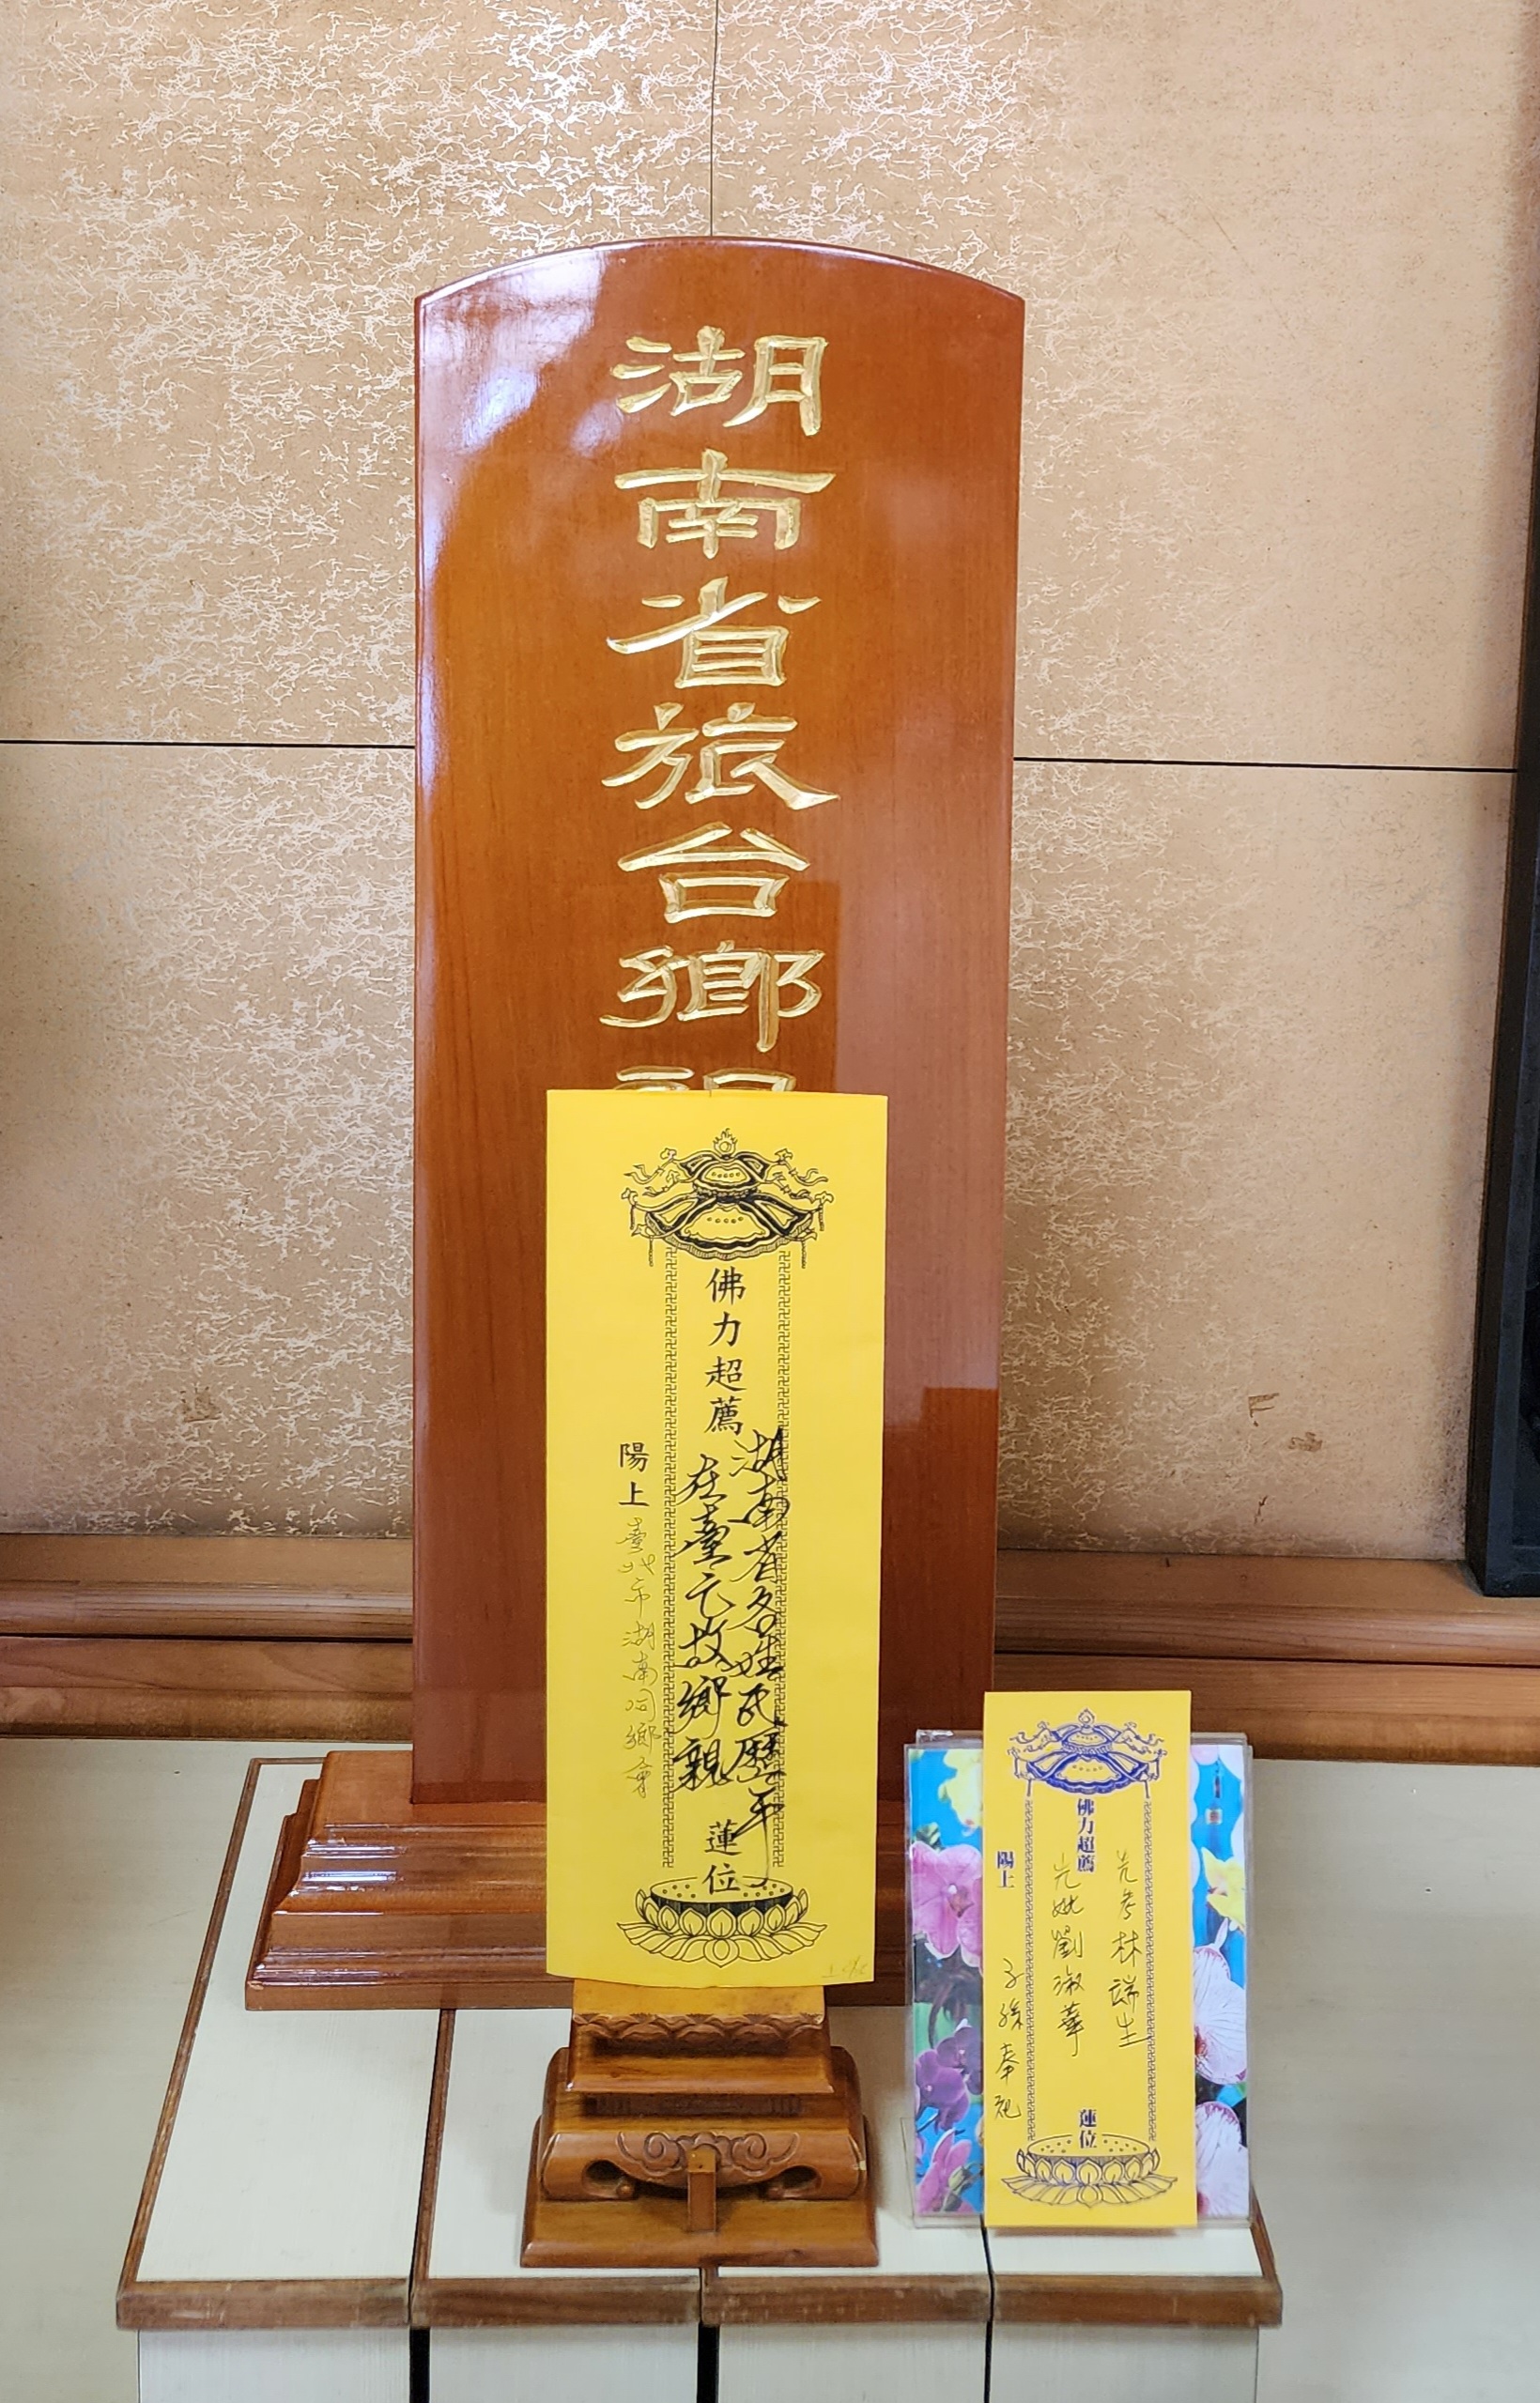 湖南省旅台鄉
佛力超薦
湖南省各姓氏歷年
在臺亡故鄉親
蓮位
陽上
臺北市湖南同鄉會
佛力超薦
先考林端生
先妣劉淑華
蓮位
陽上
子孫奉祀